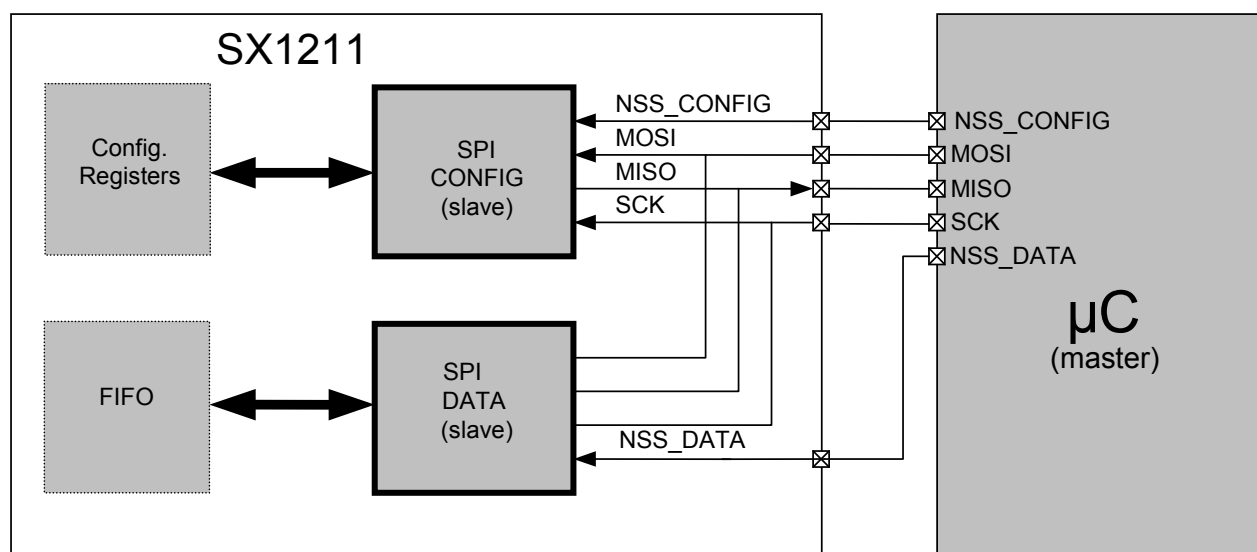 SX1211
Config.
Registers
SPI
CONFIG
(slave)
NSS_CONFIG
MOSI
MISO
SCK
NSS_CONFIG
MOSI
MISO
SCK
NSS_DATA
µC
(master)
FIFO
SPI
DATA
(slave)
NSS_DATA